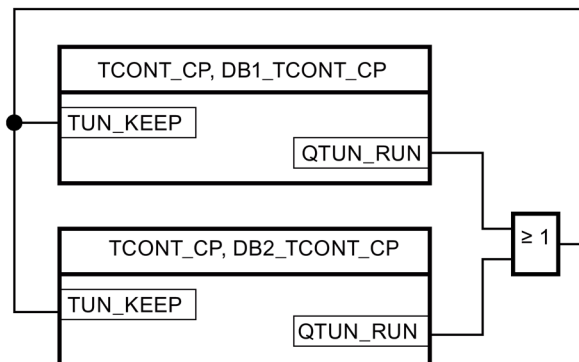 TCONT_CP, DB1_TCONT_CP
TUN_KEEP
QTUN_RUN
≥ 1
TCONT_CP, DB2_TCONT_CP
TUN_KEEP
QTUN_RUN